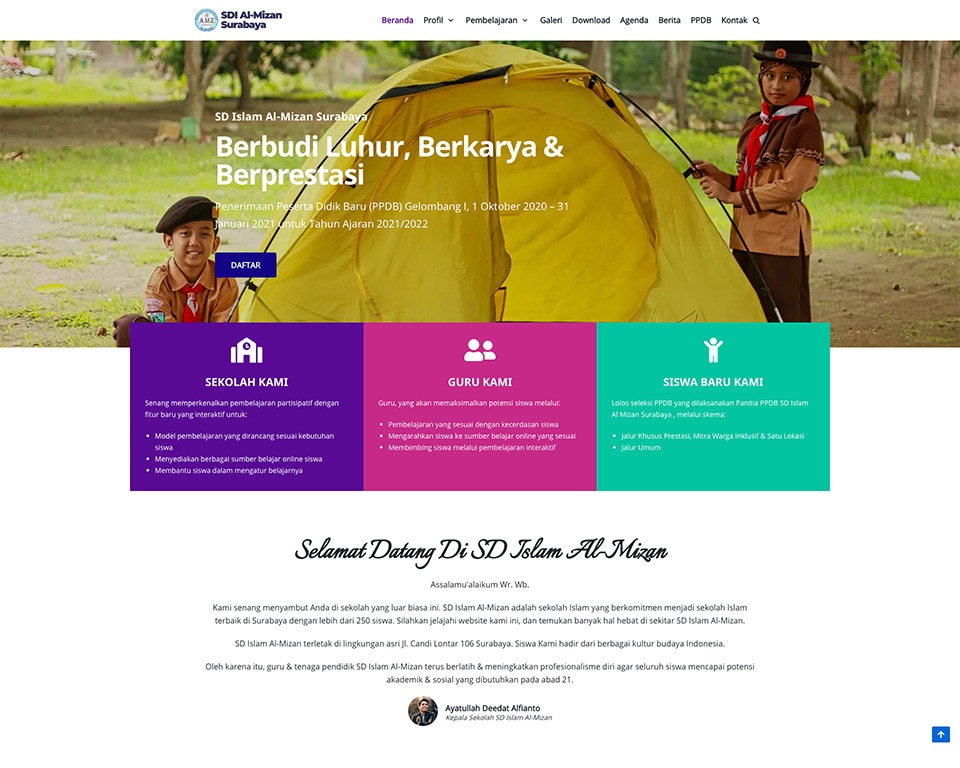 SDI Al-Mizan
Surabaya
AMZ
Beranda Profil Pembelajaran Galeri Download Agenda Berita PPDB Kontak
SD Islam Al-Mizan Surabaya
Berbudi Luhur, Berkarya &
Berprestasi
Penerimaan Peserta Didik Baru (PPDB) Gelombang I, 1 Oktober 2020 – 31
Januari 2021 untuk Tahun Ajaran 2021/2022
DAFTAR
SEKOLAH KAMI
Senang memperkenalkan pembelajaran partisipatif dengan
fitur baru yang interaktif untuk:
Model pembelajaran yang dirancang sesuai kebutuhan
siswa
Menyediakan berbagai sumber belajar online siswa
Membantu siswa dalam mengatur belajarnya
GURU KAMI
Guru, yang akan memaksimalkan potensi siswa melalui:
Pembelajaran yang sesuai dengan kecerdasan siswa
Mengarahkan siswa ke sumber belajar online yang sesuai
Membimbing siswa melalui pembelajaran interaktif
SISWA BARU KAMI
Lolos seleksi PPDB yang dilaksanakan Panitia PPDB SD Islam
Al Mizan Surabaya , melalui skema:
Jalur Khusus Prestasi, Mitra Warga Inklusif & Satu Lokasi
Jalur Umum
Selamat Datang Di SD Islam Al-Mizan
Assalamu'alaikum Wr. Wb.
Kami senang menyambut Anda di sekolah yang luar biasa ini. SD Islam Al-Mizan adalah sekolah Islam yang berkomitmen menjadi sekolah Islam
terbaik di Surabaya dengan lebih dari 250 siswa. Silahkan jelajahi website kami ini, dan temukan banyak hal hebat di sekitar SD Islam Al-Mizan.
SD Islam Al-Mizan terletak di lingkungan asri Jl. Candi Lontar 106 Surabaya. Siswa Kami hadir dari berbagai kultur budaya Indonesia.
Oleh karena itu, guru & tenaga pendidik SD Islam Al-Mizan terus berlatih & meningkatkan profesionalisme diri agar seluruh siswa mencapai potensi
akademik & sosial yang dibutuhkan pada abad 21.
Ayatullah Deedat Alfianto
Kepala Sekolah SD Islam Al-Mizan